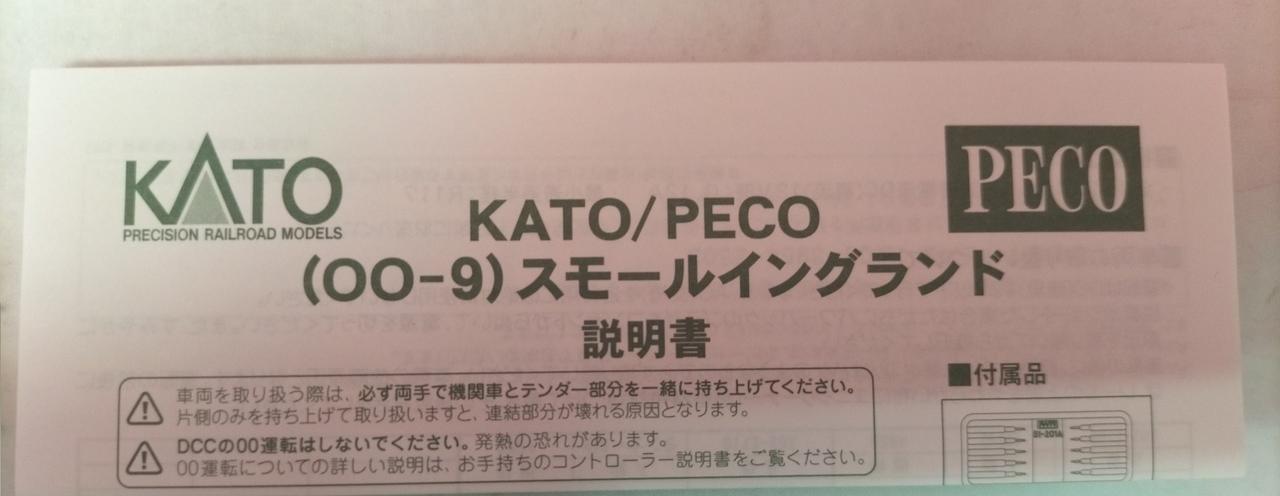 KATO
PRECISION RAILROAD MODELS
PECO
KATO/PECO
(OO-9)スモールイングランド
説明書
車両を取り扱う際は、必ず両手で機関車とテンダー部分を一緒に持ち上げてください。
片側のみを持ち上げて取り扱いますと、連結部分が壊れる原因となります。
DCCの00運転はしないでください。発熱の恐れがあります。
00運転についての詳しい説明は、お手持ちのコントローラー説明書をご覧ください。
■付属品
KATO